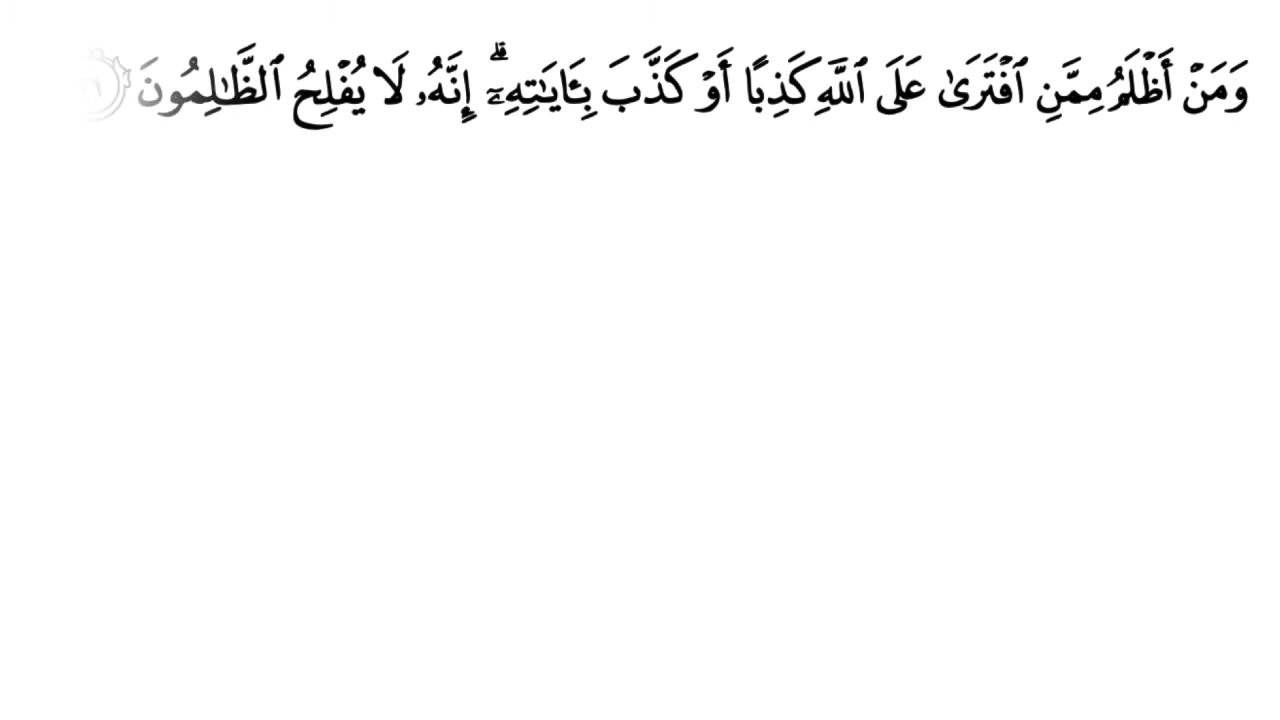 وَمَنْ أَظْلَمُ مِمَّنِ ٱفْتَرَىٰ عَلَى ٱللَّهِ كَذِبًا أَوْ كَذَّبَ بِـَٔايَـٰتِهِۦٓ ۗ إِنَّهُۥ لَا يُفْلِحُ ٱلظَّـٰلِمُونَ